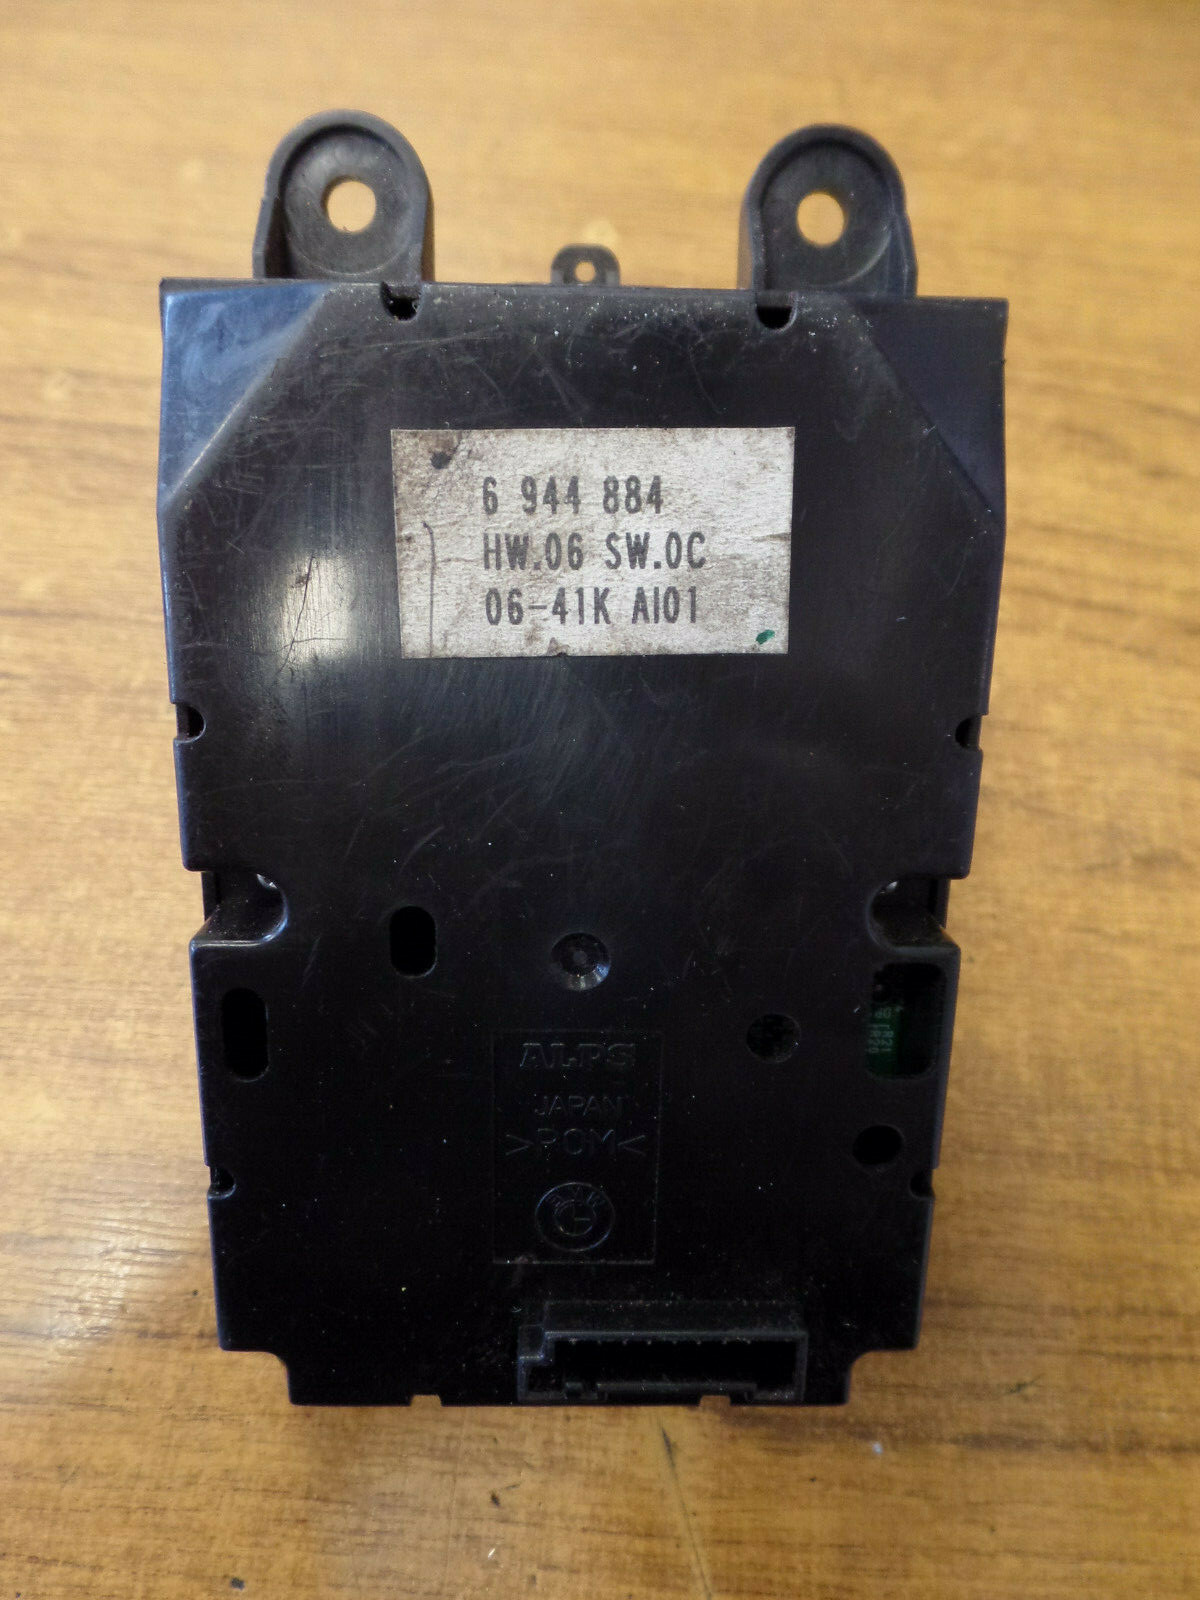 6 944 884
HW.06 SW.0C
06-41K AI01
ALPS
JAPAN
>POM<